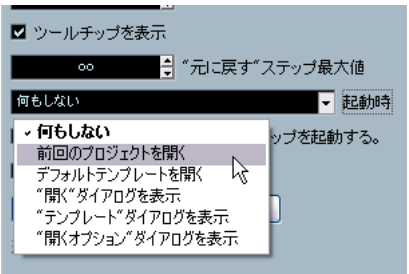 ツールチップを表示
∞ “元に戻す”ステップ最大値
何もしない 起動時
何もしない ップを起動する。
前回のプロジェクトを開く
デフォルトテンプレートを開く
“開く”ダイアログを表示
“テンプレート”ダイアログを表示
“開くオプション”ダイアログを表示